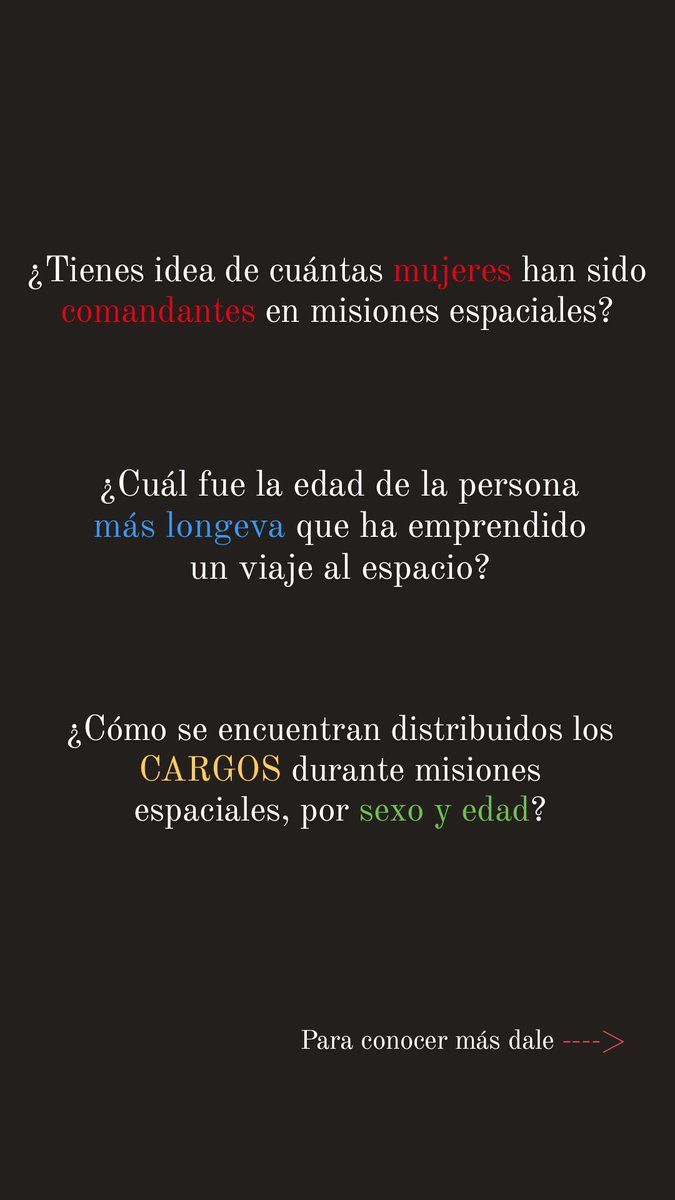 ¿Tienes idea de cuántas mujeres han sido
comandantes en misiones espaciales?
¿Cuál fue la edad de la persona
más longeva que ha emprendido
un viaje al espacio?
¿Cómo se encuentran distribuidos los
CARGOS durante misiones
espaciales, por sexo y edad?
Para conocer más dale ---->